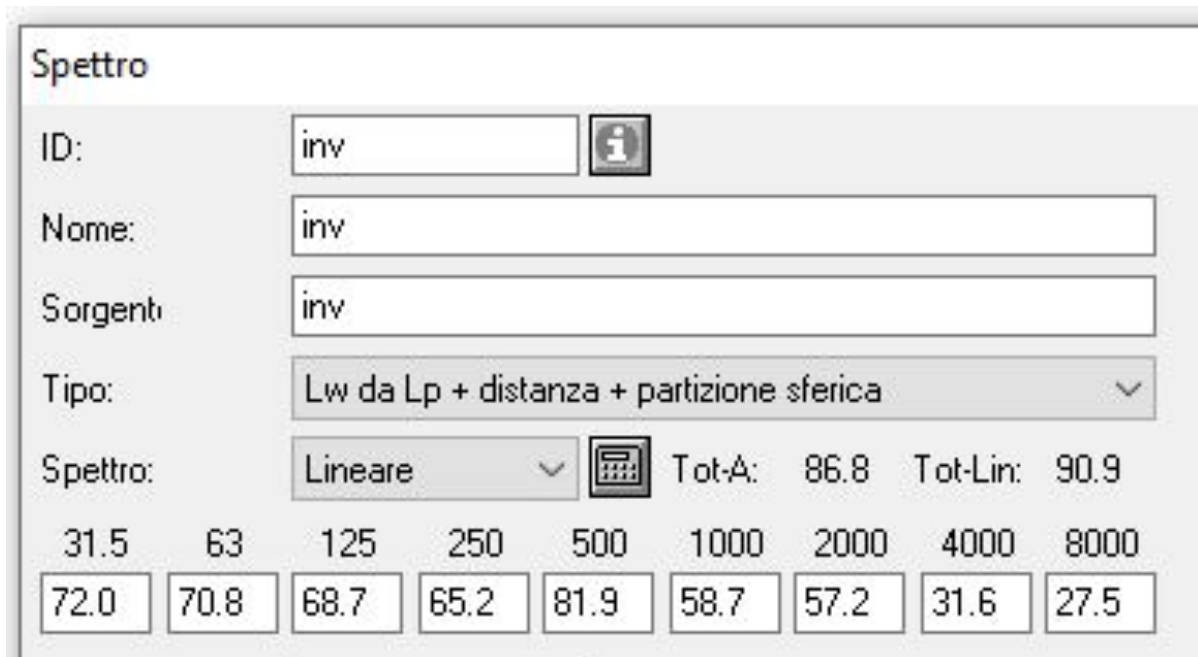 Spettro
ID: inv
Nome: inv
Sorgent inv
Tipo: Lw da Lp + distanza + partizione sferica
Spettro: Lineare Tot-A: 86.8 Tot-Lin: 90.9
31.5 63 125 250 500 1000 2000 4000 8000
72.0 70.8 68.7 65.2 81.9 58.7 57.2 31.6 27.5